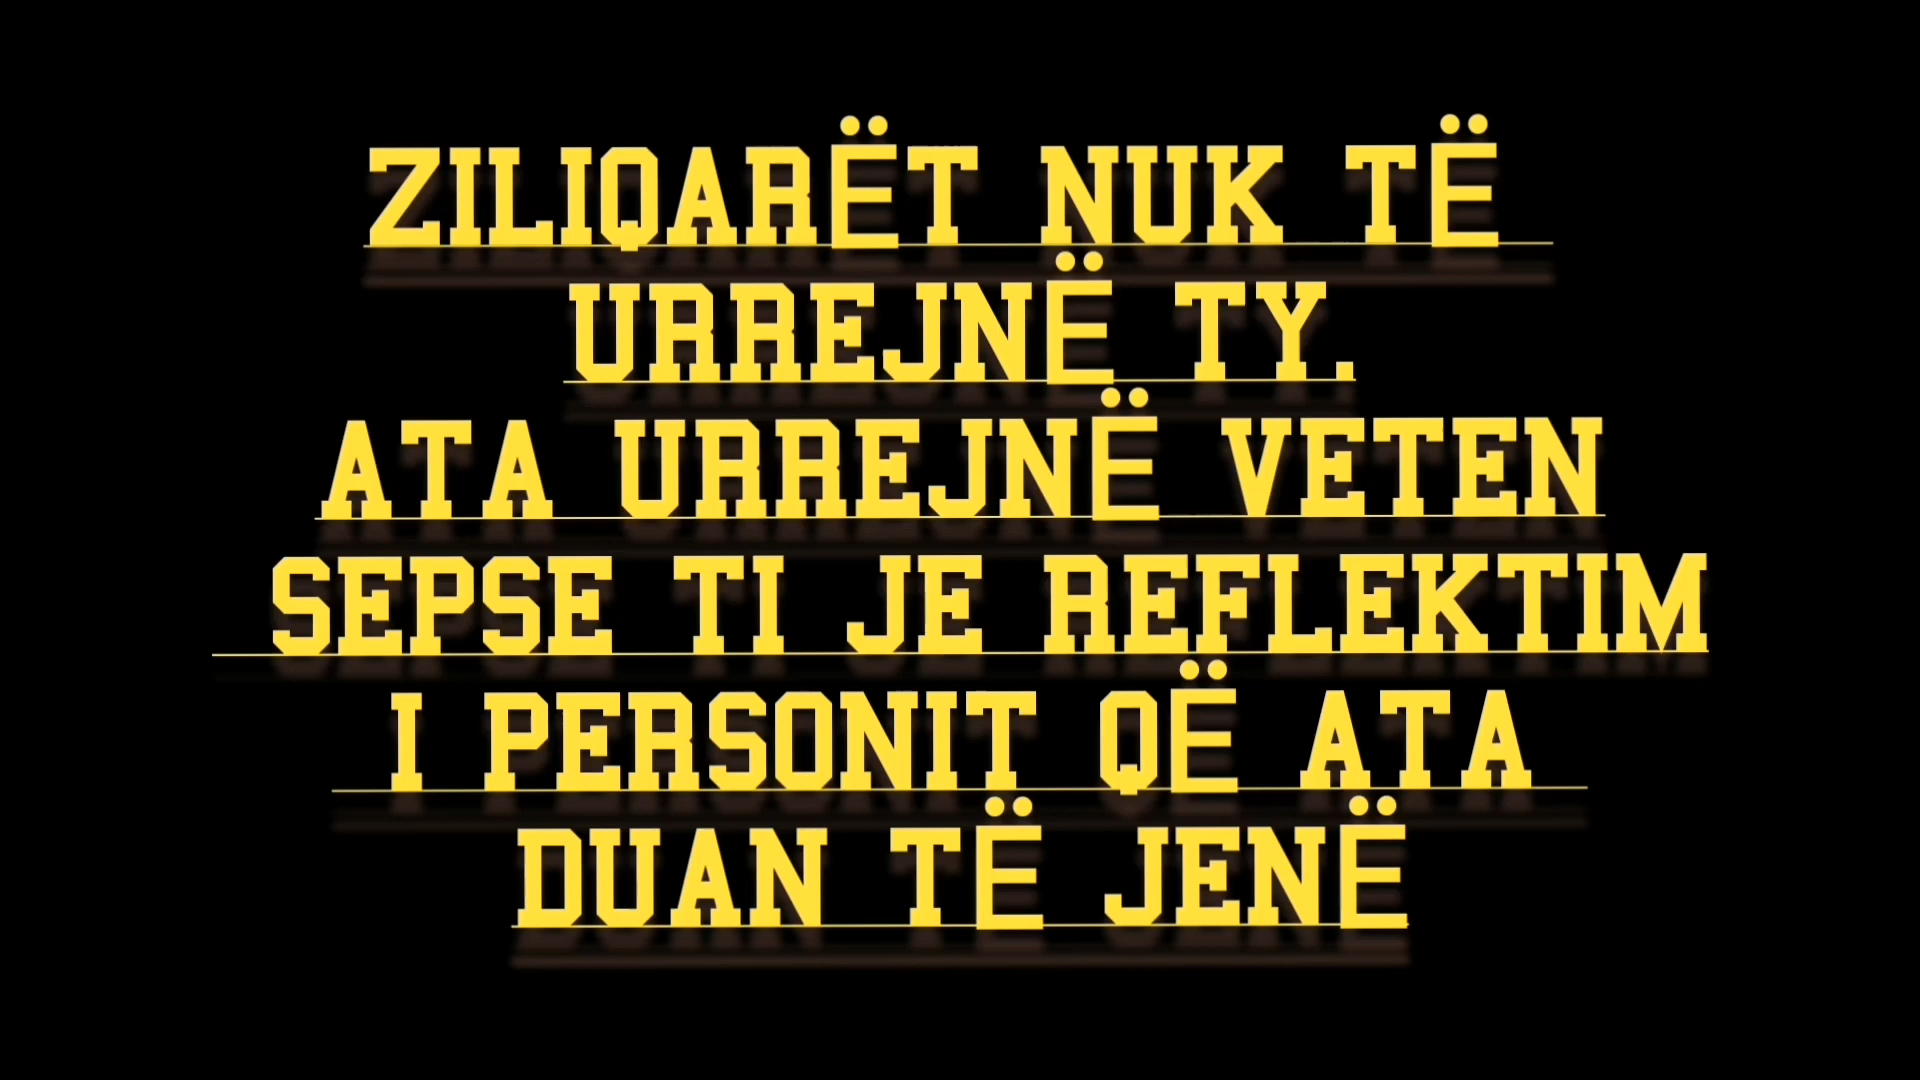 ZILIQARËT NUK TË
URREJNË TY.
ATA URREJNË VETEN
SEPSE TI JE REFLEKTIM
I PERSONIT QË ATA
DUAN TË JENË